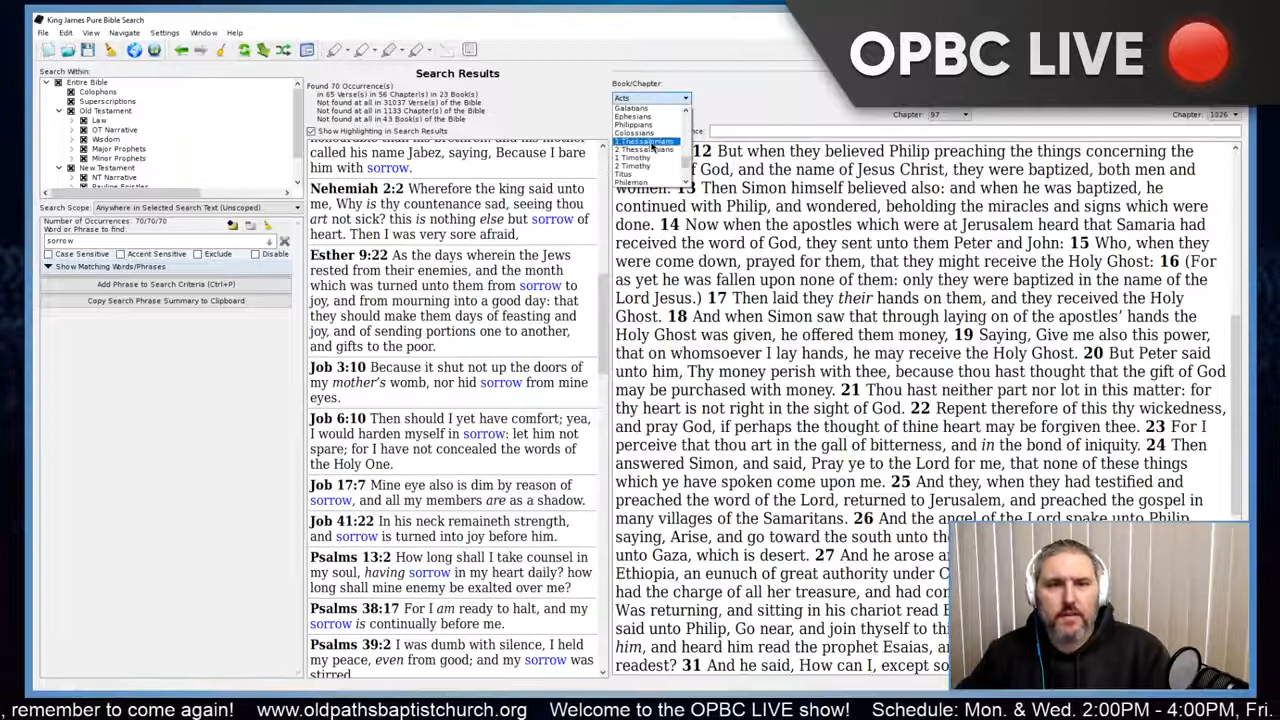 King James Pure Bible Search
File Edit View Navigate Settings Window Help
OPBC LIVE
Search Within:
Entire Bible
Colophons
Superscriptions
Old Testament
Law
OT Narrative
Wisdom
Major Prophets
Minor Prophets
New Testament
NT Narrative
Pauline Epistles
Search Scope: Anywhere in Selected Search Text (Unscoped)
Number of Occurrences: 70/70/70
Word or Phrase to find:
sorrow
Case Sensitive Accent Sensitive Exclude Disable
Show Matching Words/Phrases
Add Phrase to Search Criteria (Ctrl+P)
Copy Search Phrase Summary to Clipboard
Search Results
Found 70 Occurrence(s)
in 65 Verse(s) in 56 Chapter(s) in 23 Book(s)
Not found at all in 31037 Verse(s) of the Bible
Not found at all in 1133 Chapter(s) of the Bible
Not found at all in 43 Book(s) of the Bible
Show Highlighting in Search Results
called his name Jabez, saying, Because I bare
him with sorrow.
Nehemiah 2:2 Wherefore the king said unto
me, Why is thy countenance sad, seeing thou
art not sick? this is nothing else but sorrow of
heart. Then I was very sore afraid,
Esther 9:22 As the days wherein the Jews
rested from their enemies, and the month
which was turned unto them from sorrow to
joy, and from mourning into a good day: that
they should make them days of feasting and
joy, and of sending portions one to another,
and gifts to the poor.
Job 3:10 Because it shut not up the doors of
my mother's womb, nor hid sorrow from mine
eyes.
Job 6:10 Then should I yet have comfort; yea,
I would harden myself in sorrow: let him not
spare; for I have not concealed the words of
the Holy One.
Job 17:7 Mine eye also is dim by reason of
sorrow, and all my members are as a shadow.
Job 41:22 In his neck remaineth strength,
and sorrow is turned into joy before him.
Psalms 13:2 How long shall I take counsel in
my soul, having sorrow in my heart daily? how
long shall mine enemy be exalted over me?
Psalms 38:17 For I am ready to halt, and my
sorrow is continually before me.
Psalms 39:2 I was dumb with silence, I held
my peace, even from good; and my sorrow was
stirred.
Book/Chapter:
Acts
Galatians
Ephesians
Philippians
Colossians
1 Thessalonians
2 Thessalonians
1 Timothy
2 Timothy
Titus
Philemon
Chapter: 97
Chapter: 1026
12 But when they believed Philip preaching the things concerning the
of God, and the name of Jesus Christ, they were baptized, both men and
women. 13 Then Simon himself believed also: and when he was baptized, he
continued with Philip, and wondered, beholding the miracles and signs which were
done. 14 Now when the apostles which were at Jerusalem heard that Samaria had
received the word of God, they sent unto them Peter and John: 15 Who, when they
were come down, prayed for them, that they might receive the Holy Ghost: 16 (For
as yet he was fallen upon none of them: only they were baptized in the name of the
Lord Jesus.) 17 Then laid they their hands on them, and they received the Holy
Ghost. 18 And when Simon saw that through laying on of the apostles' hands the
Holy Ghost was given, he offered them money, 19 Saying, Give me also this power,
that on whomsoever I lay hands, he may receive the Holy Ghost. 20 But Peter said
unto him, Thy money perish with thee, because thou hast thought that the gift of God
may be purchased with money. 21 Thou hast neither part nor lot in this matter: for
thy heart is not right in the sight of God. 22 Repent therefore of this thy wickedness,
and pray God, if perhaps the thought of thine heart may be forgiven thee. 23 For I
perceive that thou art in the gall of bitterness, and in the bond of iniquity. 24 Then
answered Simon, and said, Pray ye to the Lord for me, that none of these things
which ye have spoken come upon me. 25 And they, when they had testified and
preached the word of the Lord, returned to Jerusalem, and preached the gospel in
many villages of the Samaritans. 26 And the angel of the Lord spake unto Philip
saying, Arise, and go toward the south unto the
unto Gaza, which is desert. 27 And he arose an
Ethiopia, an eunuch of great authority under C
had the charge of all her treasure, and had com
Was returning, and sitting in his chariot read E
said unto Philip, Go near, and join thyself to thi
him, and heard him read the prophet Esaias, an
readest? 31 And he said, How can I, except so
, remember to come again! www.oldpathsbaptistchurch.org Welcome to the OPBC LIVE show! Schedule: Mon. & Wed. 2:00PM - 4:00PM, Fri.